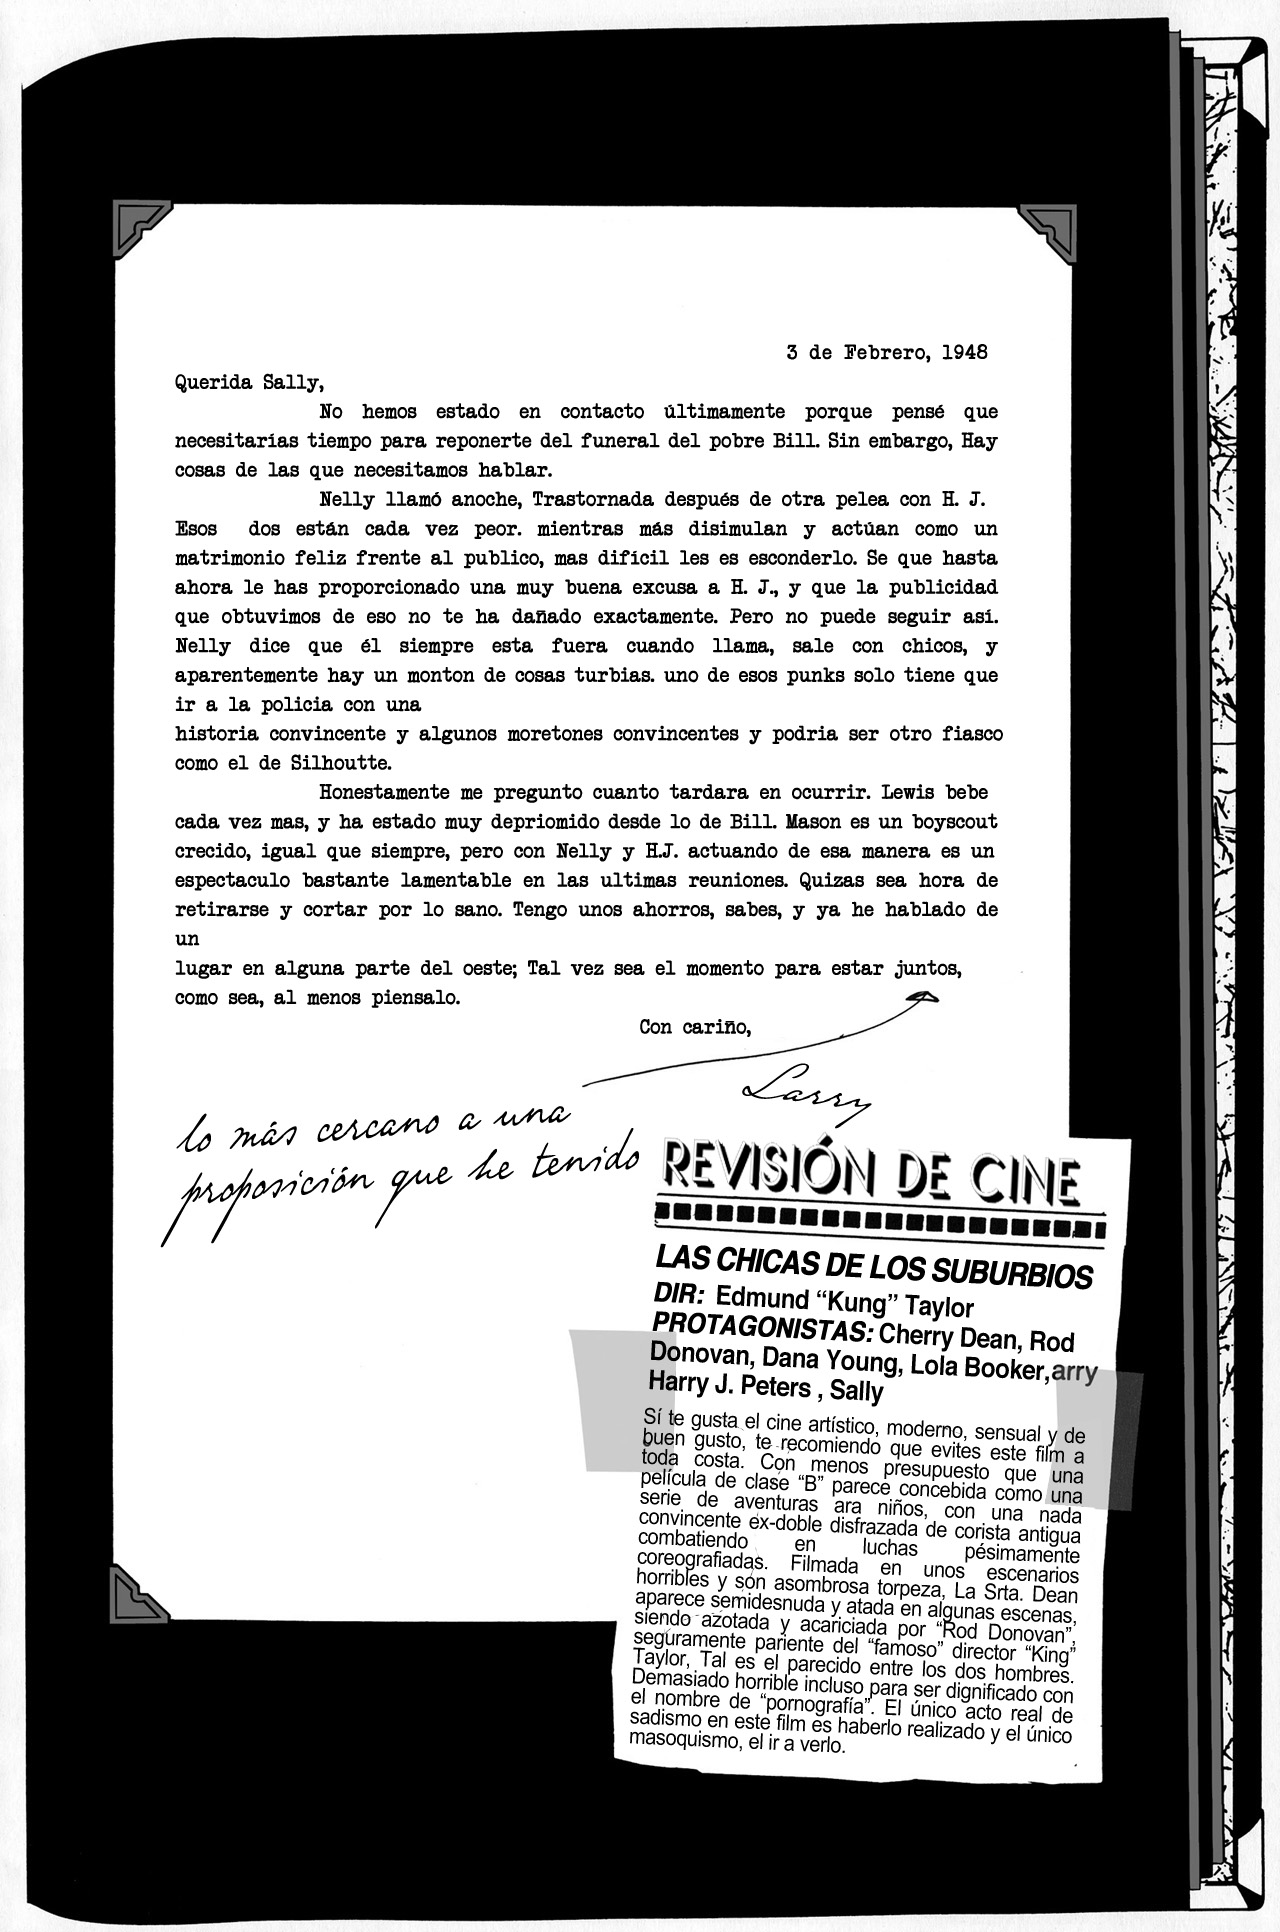 3 de Febrero, 1948
Querida Sally,
No hemos estado en contacto últimamente porque pensé que
necesitarías tiempo para reponerte del funeral del pobre Bill. Sin embargo, Hay
cosas de las que necesitamos hablar.
Nelly llamó anoche, Trastornada después de otra pelea con H. J.
Esos dos están cada vez peor. mientras más disimulan y actúan como un
matrimonio feliz frente al publico, mas difícil les es esconderlo. Se que hasta
ahora le has proporcionado una muy buena excusa a H. J., y que la publicidad
que obtuvimos de eso no te ha dañado exactamente. Pero no puede seguir así.
Nelly dice que él siempre esta fuera cuando llama, sale con chicos, y
aparentemente hay un monton de cosas turbias. uno de esos punks solo tiene que
ir a la policia con una
historia convincente y algunos moretones convincentes y podria ser otro fiasco
como el de Silhoutte.
Honestamente me pregunto cuanto tardara en ocurrir. Lewis bebe
cada vez mas, y ha estado muy depriomido desde lo de Bill. Mason es un boyscout
crecido, igual que siempre, pero con Nelly y H.J. actuando de esa manera es un
espectaculo bastante lamentable en las ultimas reuniones. Quizas sea hora de
retirarse y cortar por lo sano. Tengo unos ahorros, sabes, y ya he hablado de
un
lugar en alguna parte del oeste; Tal vez sea el momento para estar juntos,
como sea, al menos piensalo.
Con cariño,
Larry
lo más cercano a una
proposición que he tenido
REVISIÓN DE CINE
LAS CHICAS DE LOS SUBURBIOS
DIR: Edmund “Kung” Taylor
PROTAGONISTAS: Cherry Dean, Rod
Donovan, Dana Young, Lola Booker,arry
Harry J. Peters , Sally
Sí te gusta el cine artístico, moderno, sensual y de
buen gusto, te recomiendo que evites este film a
toda costa. Con menos presupuesto que una
película de clase “B” parece concebida como una
serie de aventuras ara niños, con una nada
convincente ex-doble disfrazada de corista antigua
combatiendo en luchas pésimamente
coreografiadas. Filmada en unos escenarios
horribles y son asombrosa torpeza, La Srta. Dean
aparece semidesnuda y atada en algunas escenas,
siendo azotada y acariciada por “Rod Donovan”,
seguramente pariente del “famoso” director “King”
Taylor, Tal es el parecido entre los dos hombres.
Demasiado horrible incluso para ser dignificado con
el nombre de “pornografía”. El único acto real de
sadismo en este film es haberlo realizado y el único
masoquismo, el ir a verlo.